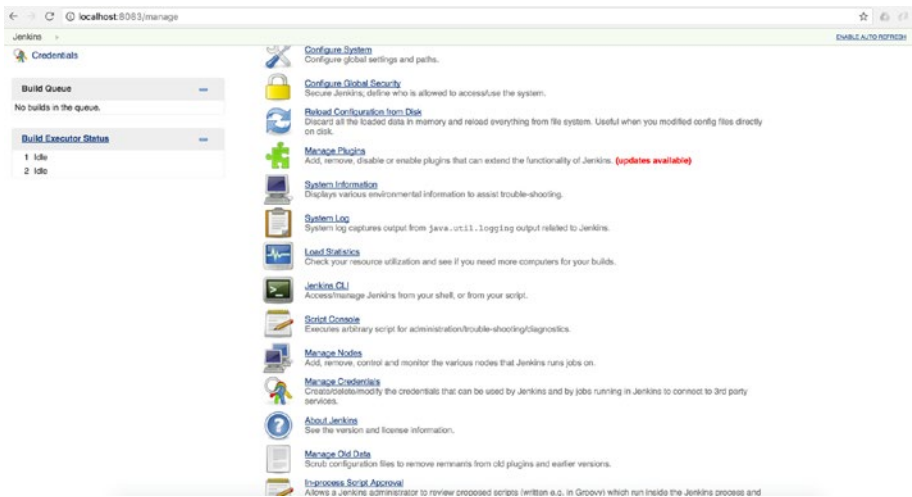 localhost:8083/manage
Jenkins
ENABLE AUTO REFRESH
Credentials
Build Queue
No builds in the queue.
Build Executor Status
1 Idle
2 Idle
Configure System
Configure global settings and paths.
Configure Global Security
Secure Jenkins; define who is allowed to access/use the system.
Reload Configuration from Disk
Discard all the loaded data in memory and reload everything from file system. Useful when you modified config files directly
on disk.
Manage Plugins
Add, remove, disable or enable plugins that can extend the functionality of Jenkins. (updates available)
System Information
Displays various environmental information to assist trouble-shooting.
System Log
System log captures output from java.util.logging output related to Jenkins.
Load Statistics
Check your resource utilization and see if you need more computers for your builds.
Jenkins CLI
Access/manage Jenkins from your shell, or from your script.
Script Console
Executes arbitrary script for administration/trouble-shooting/diagnostics.
Manage Nodes
Add, remove, control and monitor the various nodes that Jenkins runs jobs on.
Manage Credentials
Create/delete/modify the credentials that can be used by Jenkins and by jobs running in Jenkins to connect to 3rd party
services.
About Jenkins
See the version and license information.
Manage Old Data
Scrub configuration files to remove remnants from old plugins and earlier versions.
In-process Script Approval
Allows a Jenkins administrator to review proposed scripts (written e.g. in Groovy) which run inside the Jenkins process and